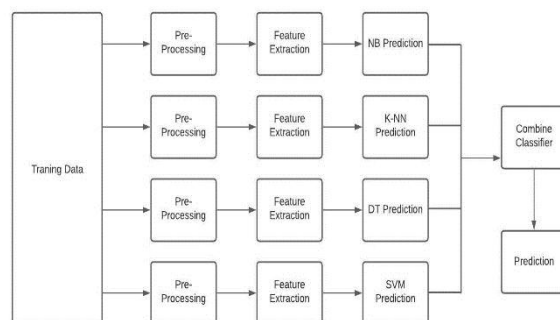 Pre-
Processing
Feature
Extraction
NB Prediction
Pre-
Processing
Feature
Extraction
K-NN
Prediction
Combine
Classifier
Traning Data
Pre-
Processing
Feature
Extraction
DT Prediction
Prediction
Pre-
Processing
Feature
Extraction
SVM
Prediction